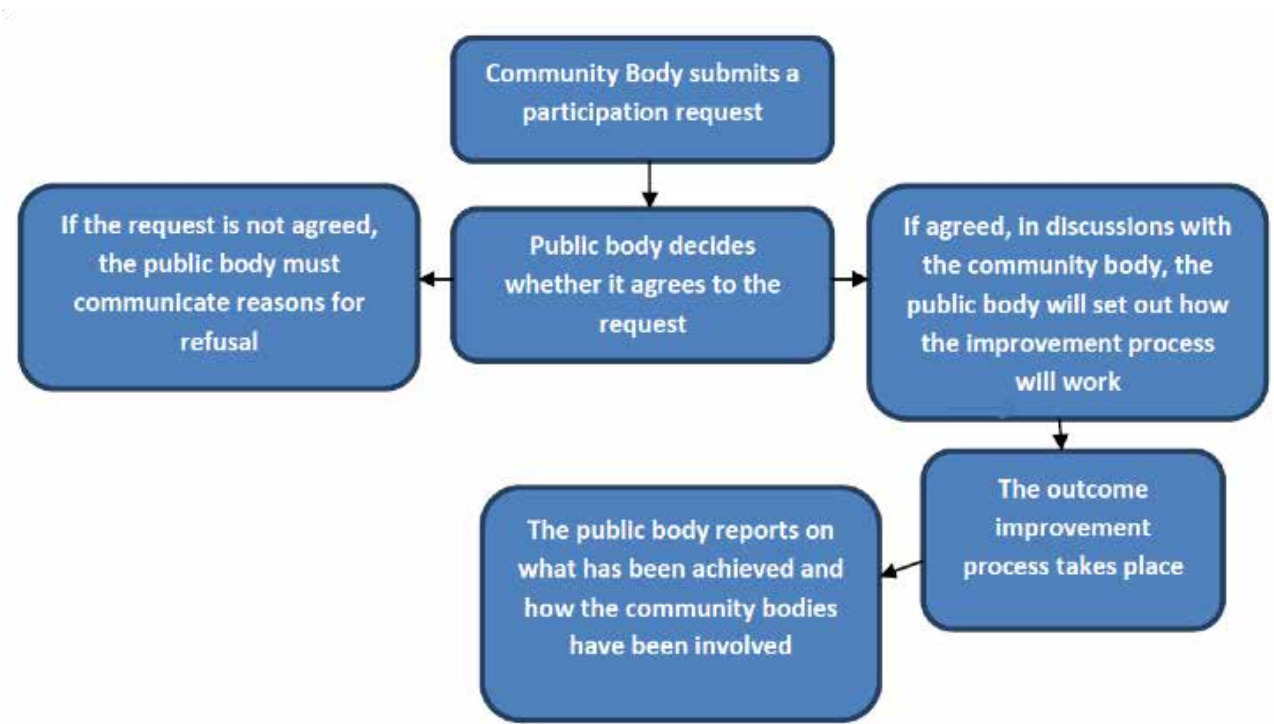 Community Body submits a
participation request
If the request is not agreed,
the public body must
communicate reasons for
refusal
Public body decides
whether it agrees to the
request
If agreed, in discussions with
the community body, the
public body will set out how
the improvement process
will work
The outcome
improvement
process takes place
The public body reports on
what has been achieved and
how the community bodies
have been involved